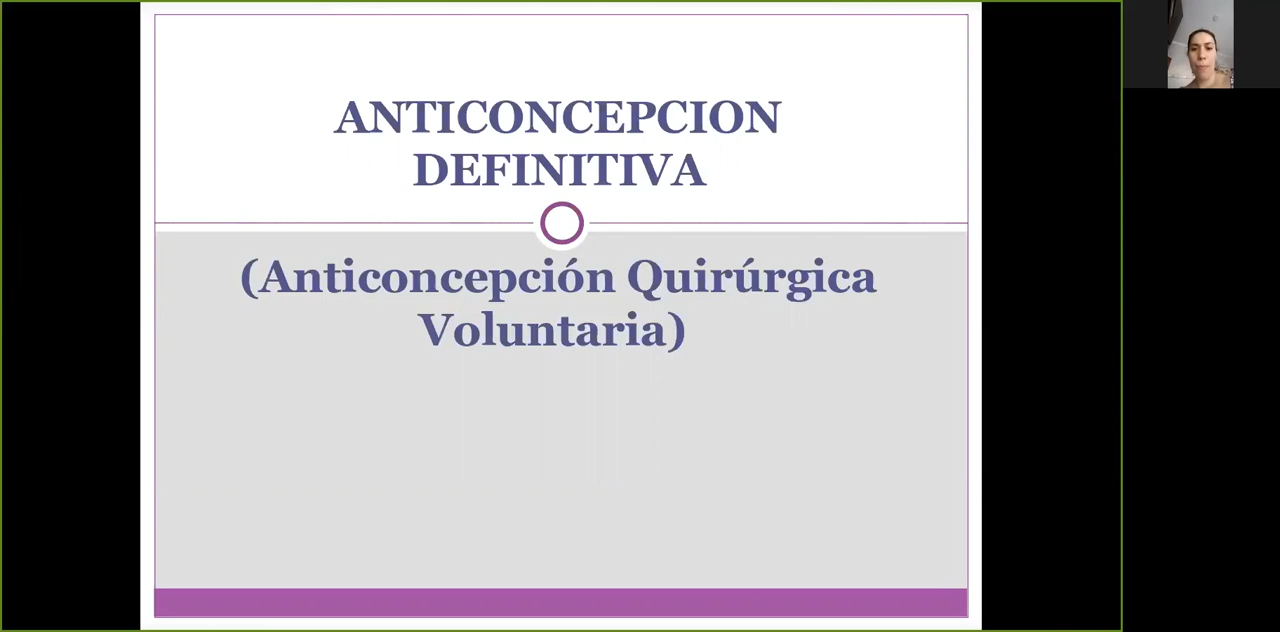 ANTICONCEPCION
DEFINITIVA
(Anticoncepción Quirúrgica
Voluntaria)